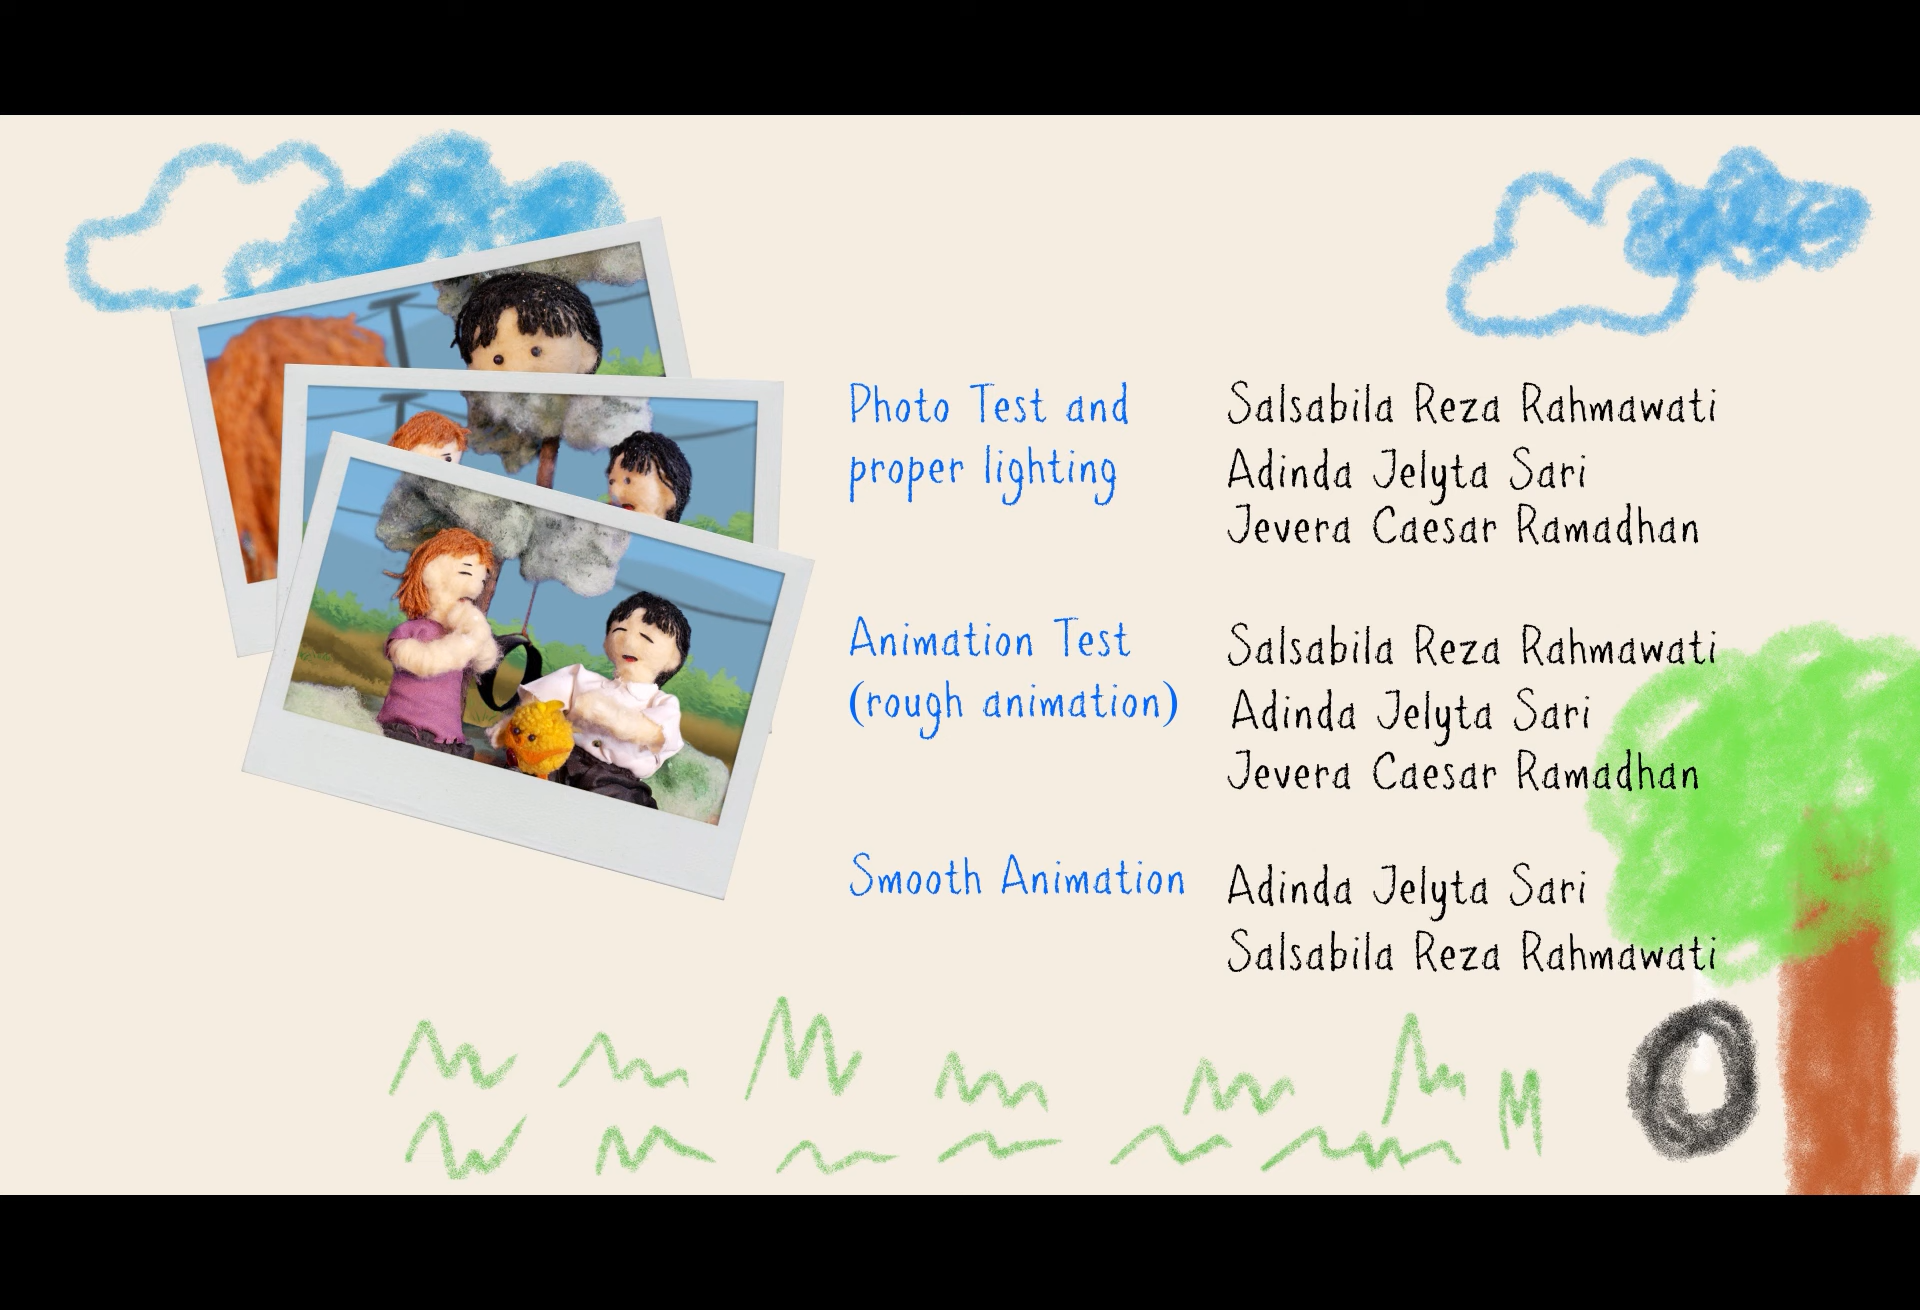 Photo Test and
proper lighting
Salsabila Reza Rahmawati
Adinda Jelyta Sari
Jevera Caesar Ramadhan
Animation Test
(rough animation)
Salsabila Reza Rahmawati
Adinda Jelyta Sari
Jevera Caesar Ramadhan
Smooth Animation
Adinda Jelyta Sari
Salsabila Reza Rahmawati